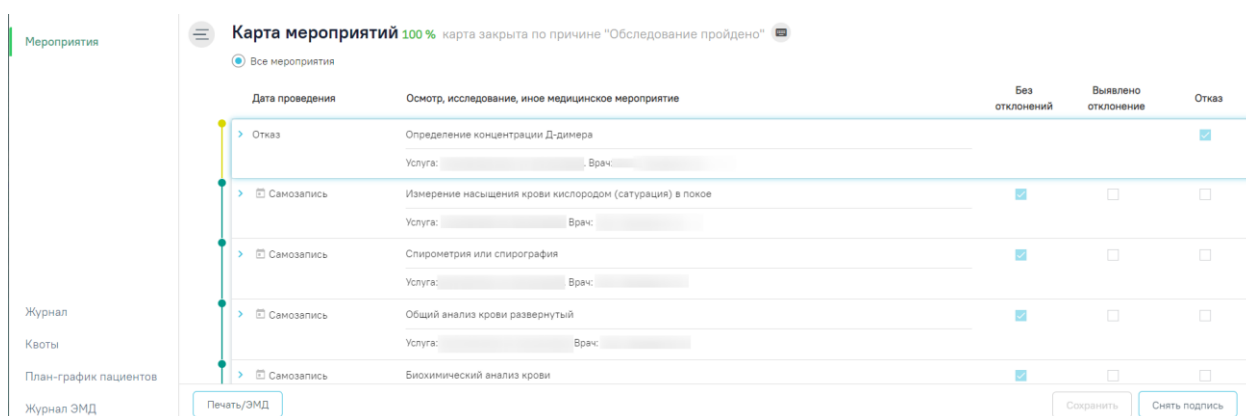 Мероприятия
Карта мероприятий 100 % карта закрыта по причине "Обследование пройдено"
Все мероприятия
Дата проведения Осмотр, исследование, иное медицинское мероприятие Без отклонений Выявлено отклонение Отказ
Отказ Определение концентрации Д-димера
Услуга: . Врач:
Самозапись Измерение насыщения крови кислородом (сатурация) в покое
Услуга: Врач:
Самозапись Спирометрия или спирография
Услуга: Врач:
Журнал
Самозапись Общий анализ крови развернутый
Услуга: Врач:
Квоты
План-график пациентов
Самозапись Биохимический анализ крови
Журнал ЭМД
Печать/ЭМД Сохранить Снять подпись